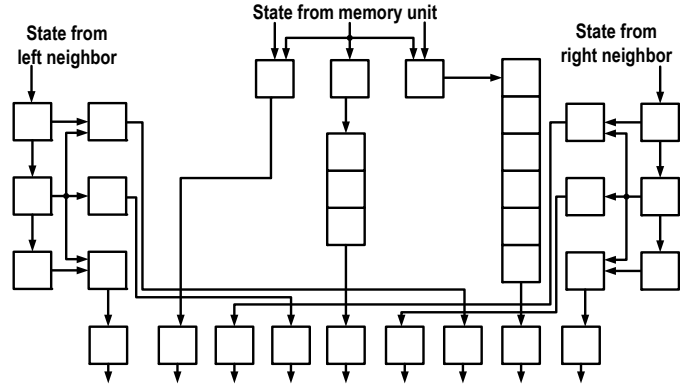 State from memory unit
State from
left neighbor
State from
right neighbor